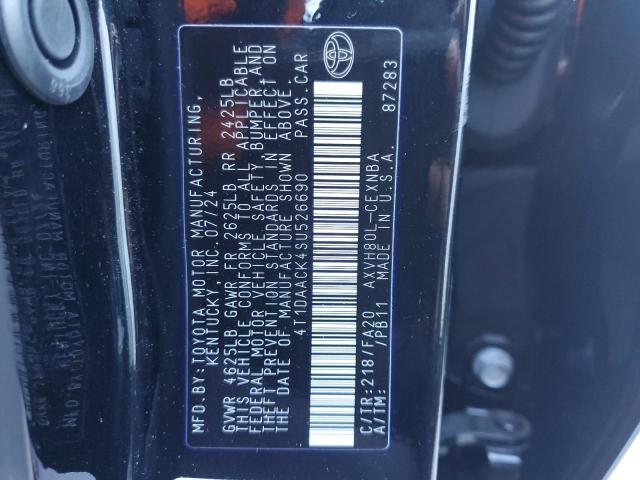 MFD.BY:TOYOTA MOTOR MANUFACTURING,
KENTUCKY,INC. 07/24
GVWR 4625LB GAWR FR 2625LB RR 2425LB
THIS VEHICLE CONFORMS TO ALL APPLICABLE
FEDERAL MOTOR VEHICLE SAFETY,BUMPER,AND
THEFT PREVENTION STANDARDS IN EFFECT ON
THE DATE OF MANUFACTURE SHOWN ABOVE.
4T1DAACK4SU526690 PASS.CAR
C/TR:218/FA20 AXVH80L-CEXNBA
A/TM: /PB11 MADE IN U.S.A. 87283